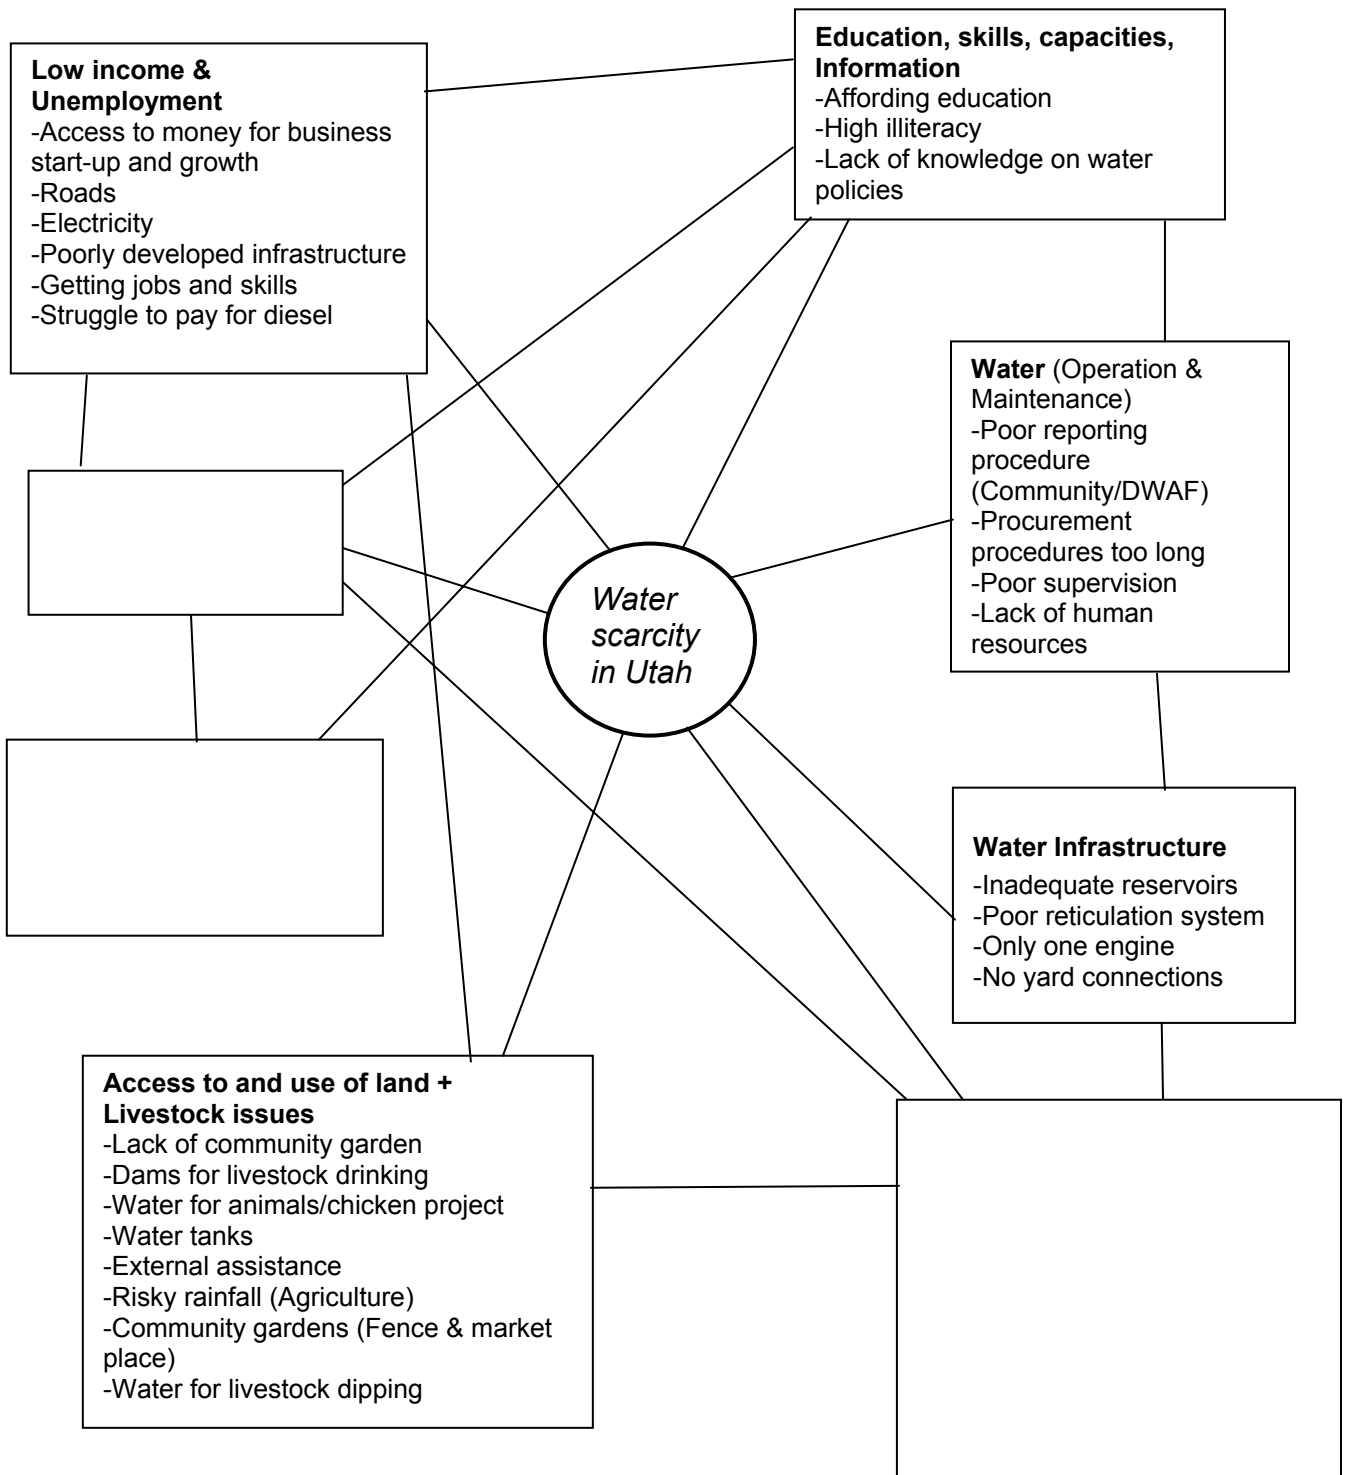 Low income &
Unemployment
-Access to money for business
start-up and growth
-Roads
-Electricity
-Poorly developed infrastructure
-Getting jobs and skills
-Struggle to pay for diesel
Education, skills, capacities,
Information
-Affording education
-High illiteracy
-Lack of knowledge on water
policies
Water (Operation &
Maintenance)
-Poor reporting
procedure
(Community/DWAF)
-Procurement
procedures too long
-Poor supervision
-Lack of human
resources
Water
scarcity
in Utah
Water Infrastructure
-Inadequate reservoirs
-Poor reticulation system
-Only one engine
-No yard connections
Access to and use of land +
Livestock issues
-Lack of community garden
-Dams for livestock drinking
-Water for animals/chicken project
-Water tanks
-External assistance
-Risky rainfall (Agriculture)
-Community gardens (Fence & market
place)
-Water for livestock dipping